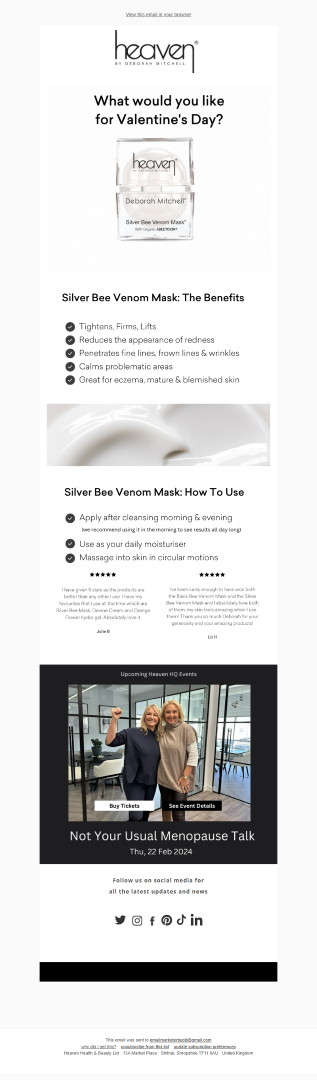 View this email in your browser
heaven®
BY DEBORAH MITCHELL
What would you like
for Valentine's Day?
heaven
BY DEBORAH MITCHELL
Deborah Mitchell®
Silver Bee Venom Mask®
With Organic ABEETOXIN®
Silver Bee Venom Mask: The Benefits
Tightens, Firms, Lifts
Reduces the appearance of redness
Penetrates fine lines, frown lines & wrinkles
Calms problematic areas
Great for eczema, mature & blemished skin
Silver Bee Venom Mask: How To Use
Apply after cleansing morning & evening
(we recommend using it in the morning to see results all day long)
Use as your daily moisturiser
Massage into skin in circular motions
I have given 5 stars as the products are
better than any other I use. I have my
favourites that I use all the time which are
Silver Bee Mask, Devine Cream and Orange
Flower hydro gel. Absolutely love it.
Julie B
I've been lucky enough to have won both
the Black Bee Venom Mask and the Silver
Bee Venom Mask and I absolutely love both
of them, my skin feels amazing when I use
them! Thank you so much Deborah for your
generosity and your amazing products!
Liz H
Upcoming Heaven HQ Events
Buy Tickets
See Event Details
Not Your Usual Menopause Talk
Thu, 22 Feb 2024
Follow us on social media for
all the latest updates and news
This email was sent to
why did I get this? unsubscribe from this list update subscription preferences
Heaven Health & Beauty Ltd · 13A Market Place · Shifnal, Shropshire TF11 9AU · United Kingdom